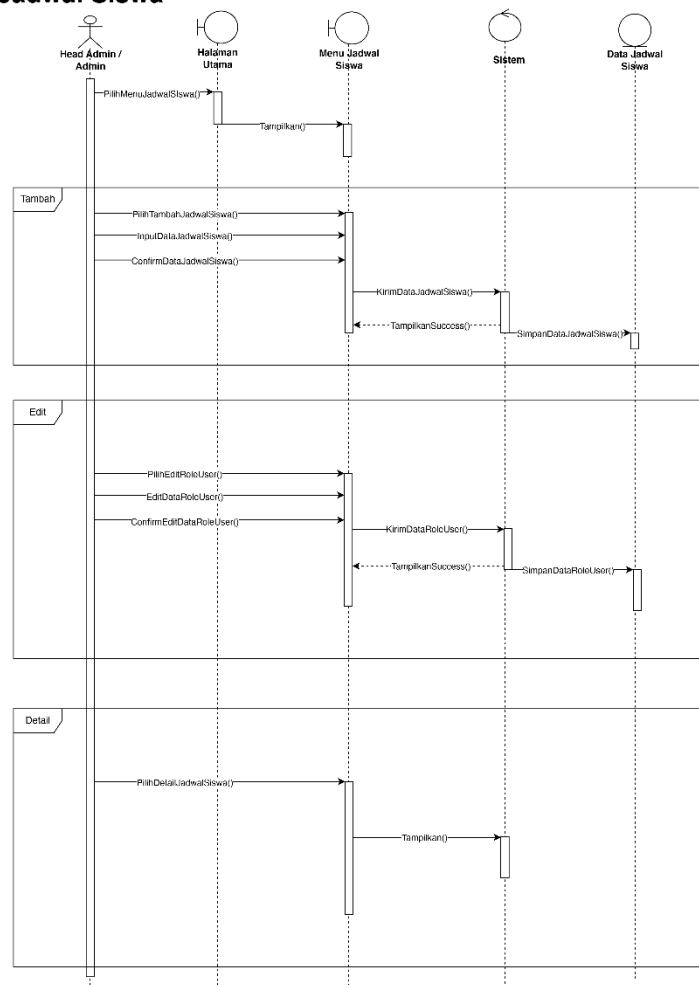 Jadwal Siswa
Head Admin /
Admin
Halaman
Utama
Menu Jadwal
Siswa
Sistem
Data Jadwal
Siswa
PilihMenuJadwalSiswa()
Tampilkan()
Tambah
PilihTambahJadwalSiswa()
InputDataJadwalSiswa()
ConfirmDataJadwalSiswa()
KirimDataJadwalSiswa()
TampilkanSuccess()
SimpanDataJadwalSiswa()
Edit
PilihEditRoleUser()
EditDataRoleUser()
ConfirmEditDataRoleUser()
KirimDataRoleUser()
TampilkanSuccess()
SimpanDataRoleUser()
Detail
PilihDetailJadwalSiswa()
Tampilkan()